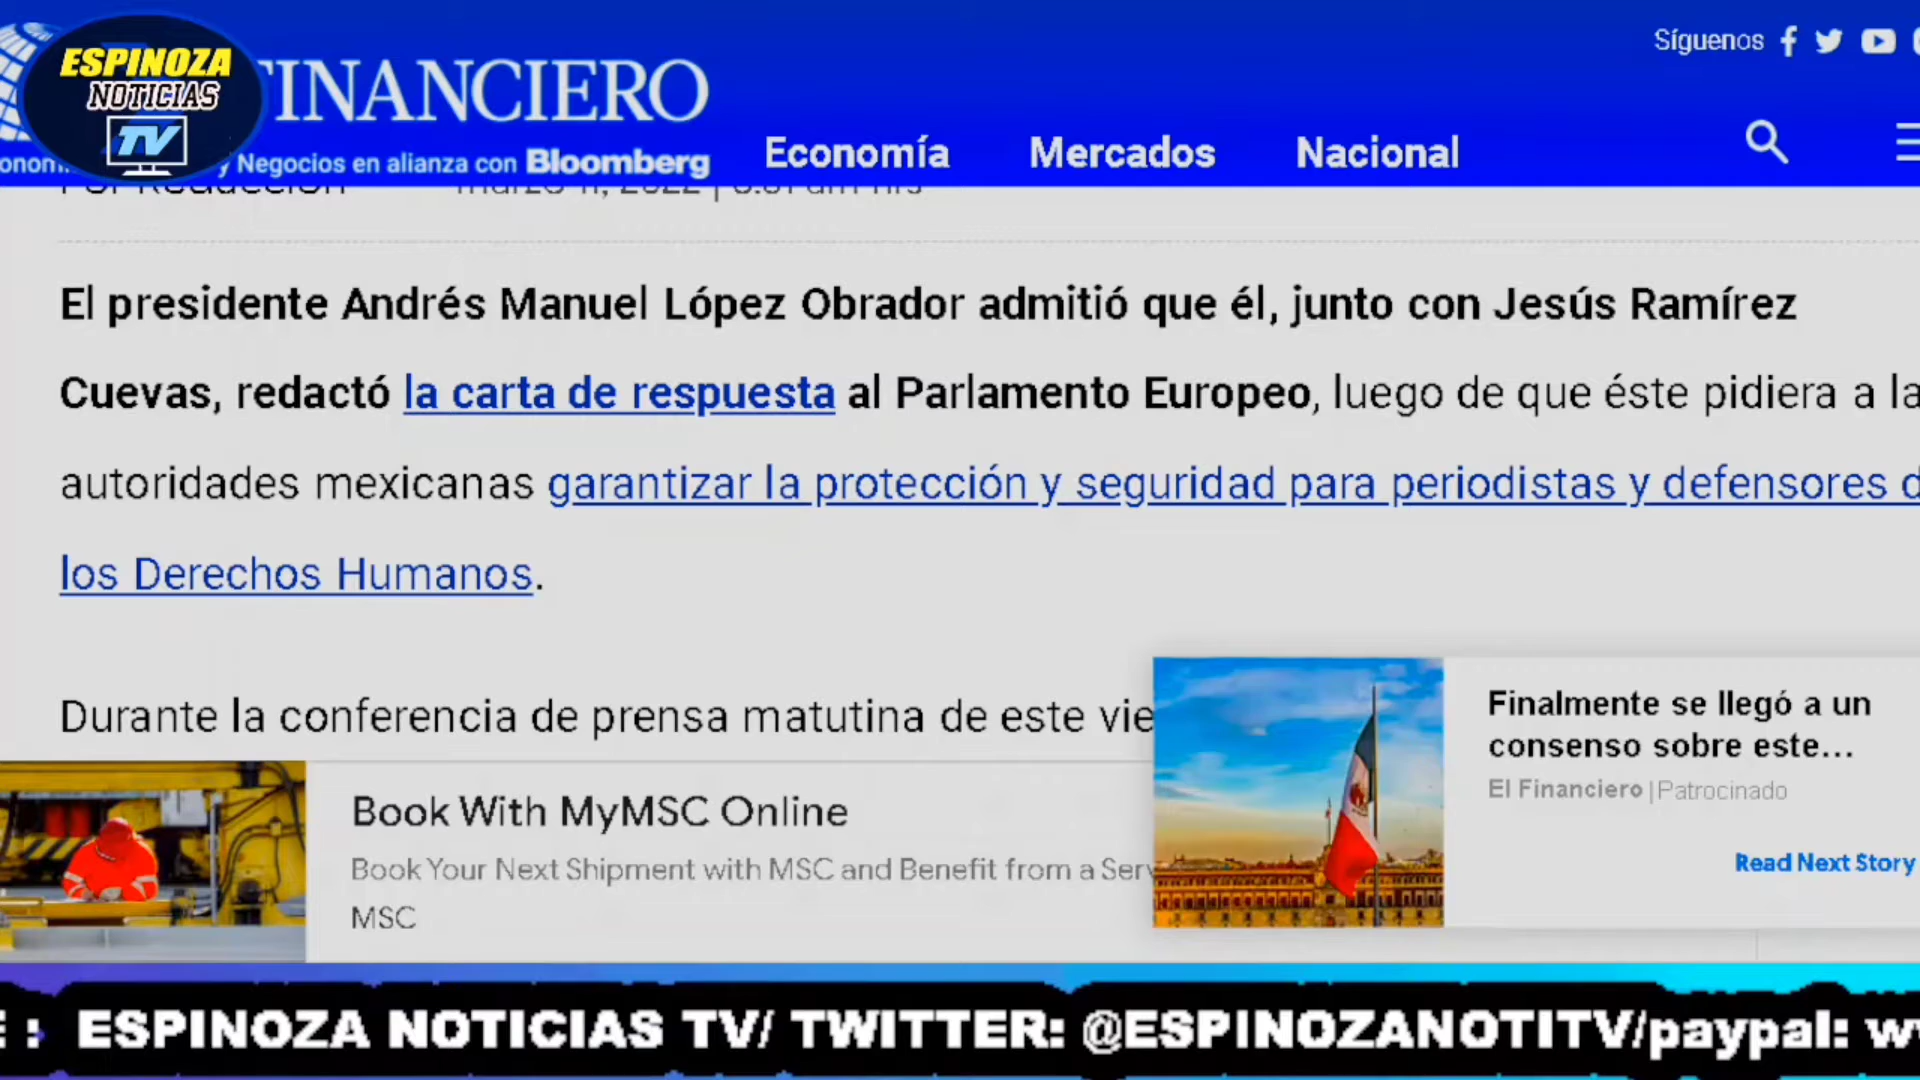 Síguenos
ESPINOZA
NOTICIAS
TV
FINANCIERO
y Negocios en alianza con Bloomberg
Economía
Mercados
Nacional
El presidente Andrés Manuel López Obrador admitió que él, junto con Jesús Ramírez
Cuevas, redactó la carta de respuesta al Parlamento Europeo, luego de que éste pidiera a la
autoridades mexicanas garantizar la protección y seguridad para periodistas y defensores d
los Derechos Humanos.
Durante la conferencia de prensa matutina de este vie
Finalmente se llegó a un
consenso sobre este...
El Financiero | Patrocinado
Read Next Story
Book With MyMSC Online
Book Your Next Shipment with MSC and Benefit from a Serv
MSC
E : ESPINOZA NOTICIAS TV/ TWITTER: @ESPINOZANOTITV/paypal: w